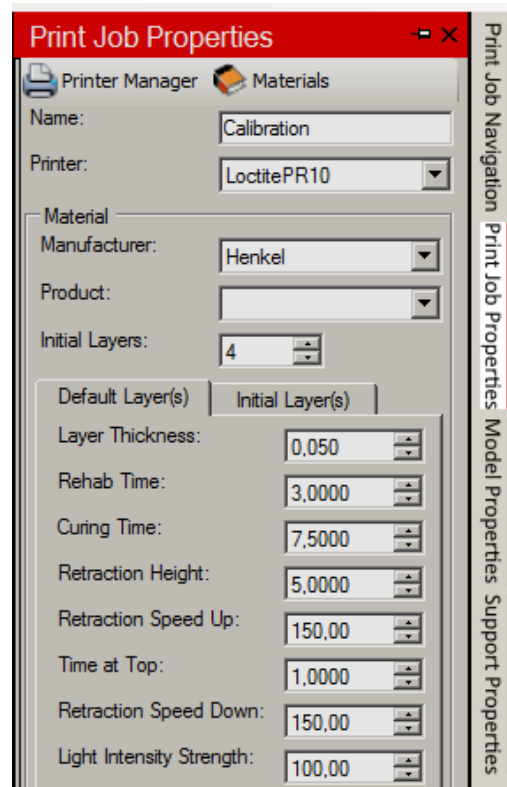 Print Job Properties
Printer Manager Materials
Name: Calibration
Printer: LoctitePR10
Material
Manufacturer: Henkel
Product:
Initial Layers: 4
Default Layer(s) Initial Layer(s)
Layer Thickness: 0,050
Rehab Time: 3,0000
Curing Time: 7,5000
Retraction Height: 5,0000
Retraction Speed Up: 150,00
Time at Top: 1,0000
Retraction Speed Down: 150,00
Light Intensity Strength: 100,00
Print Job Navigation
Print Job Properties
Model Properties
Support Properties